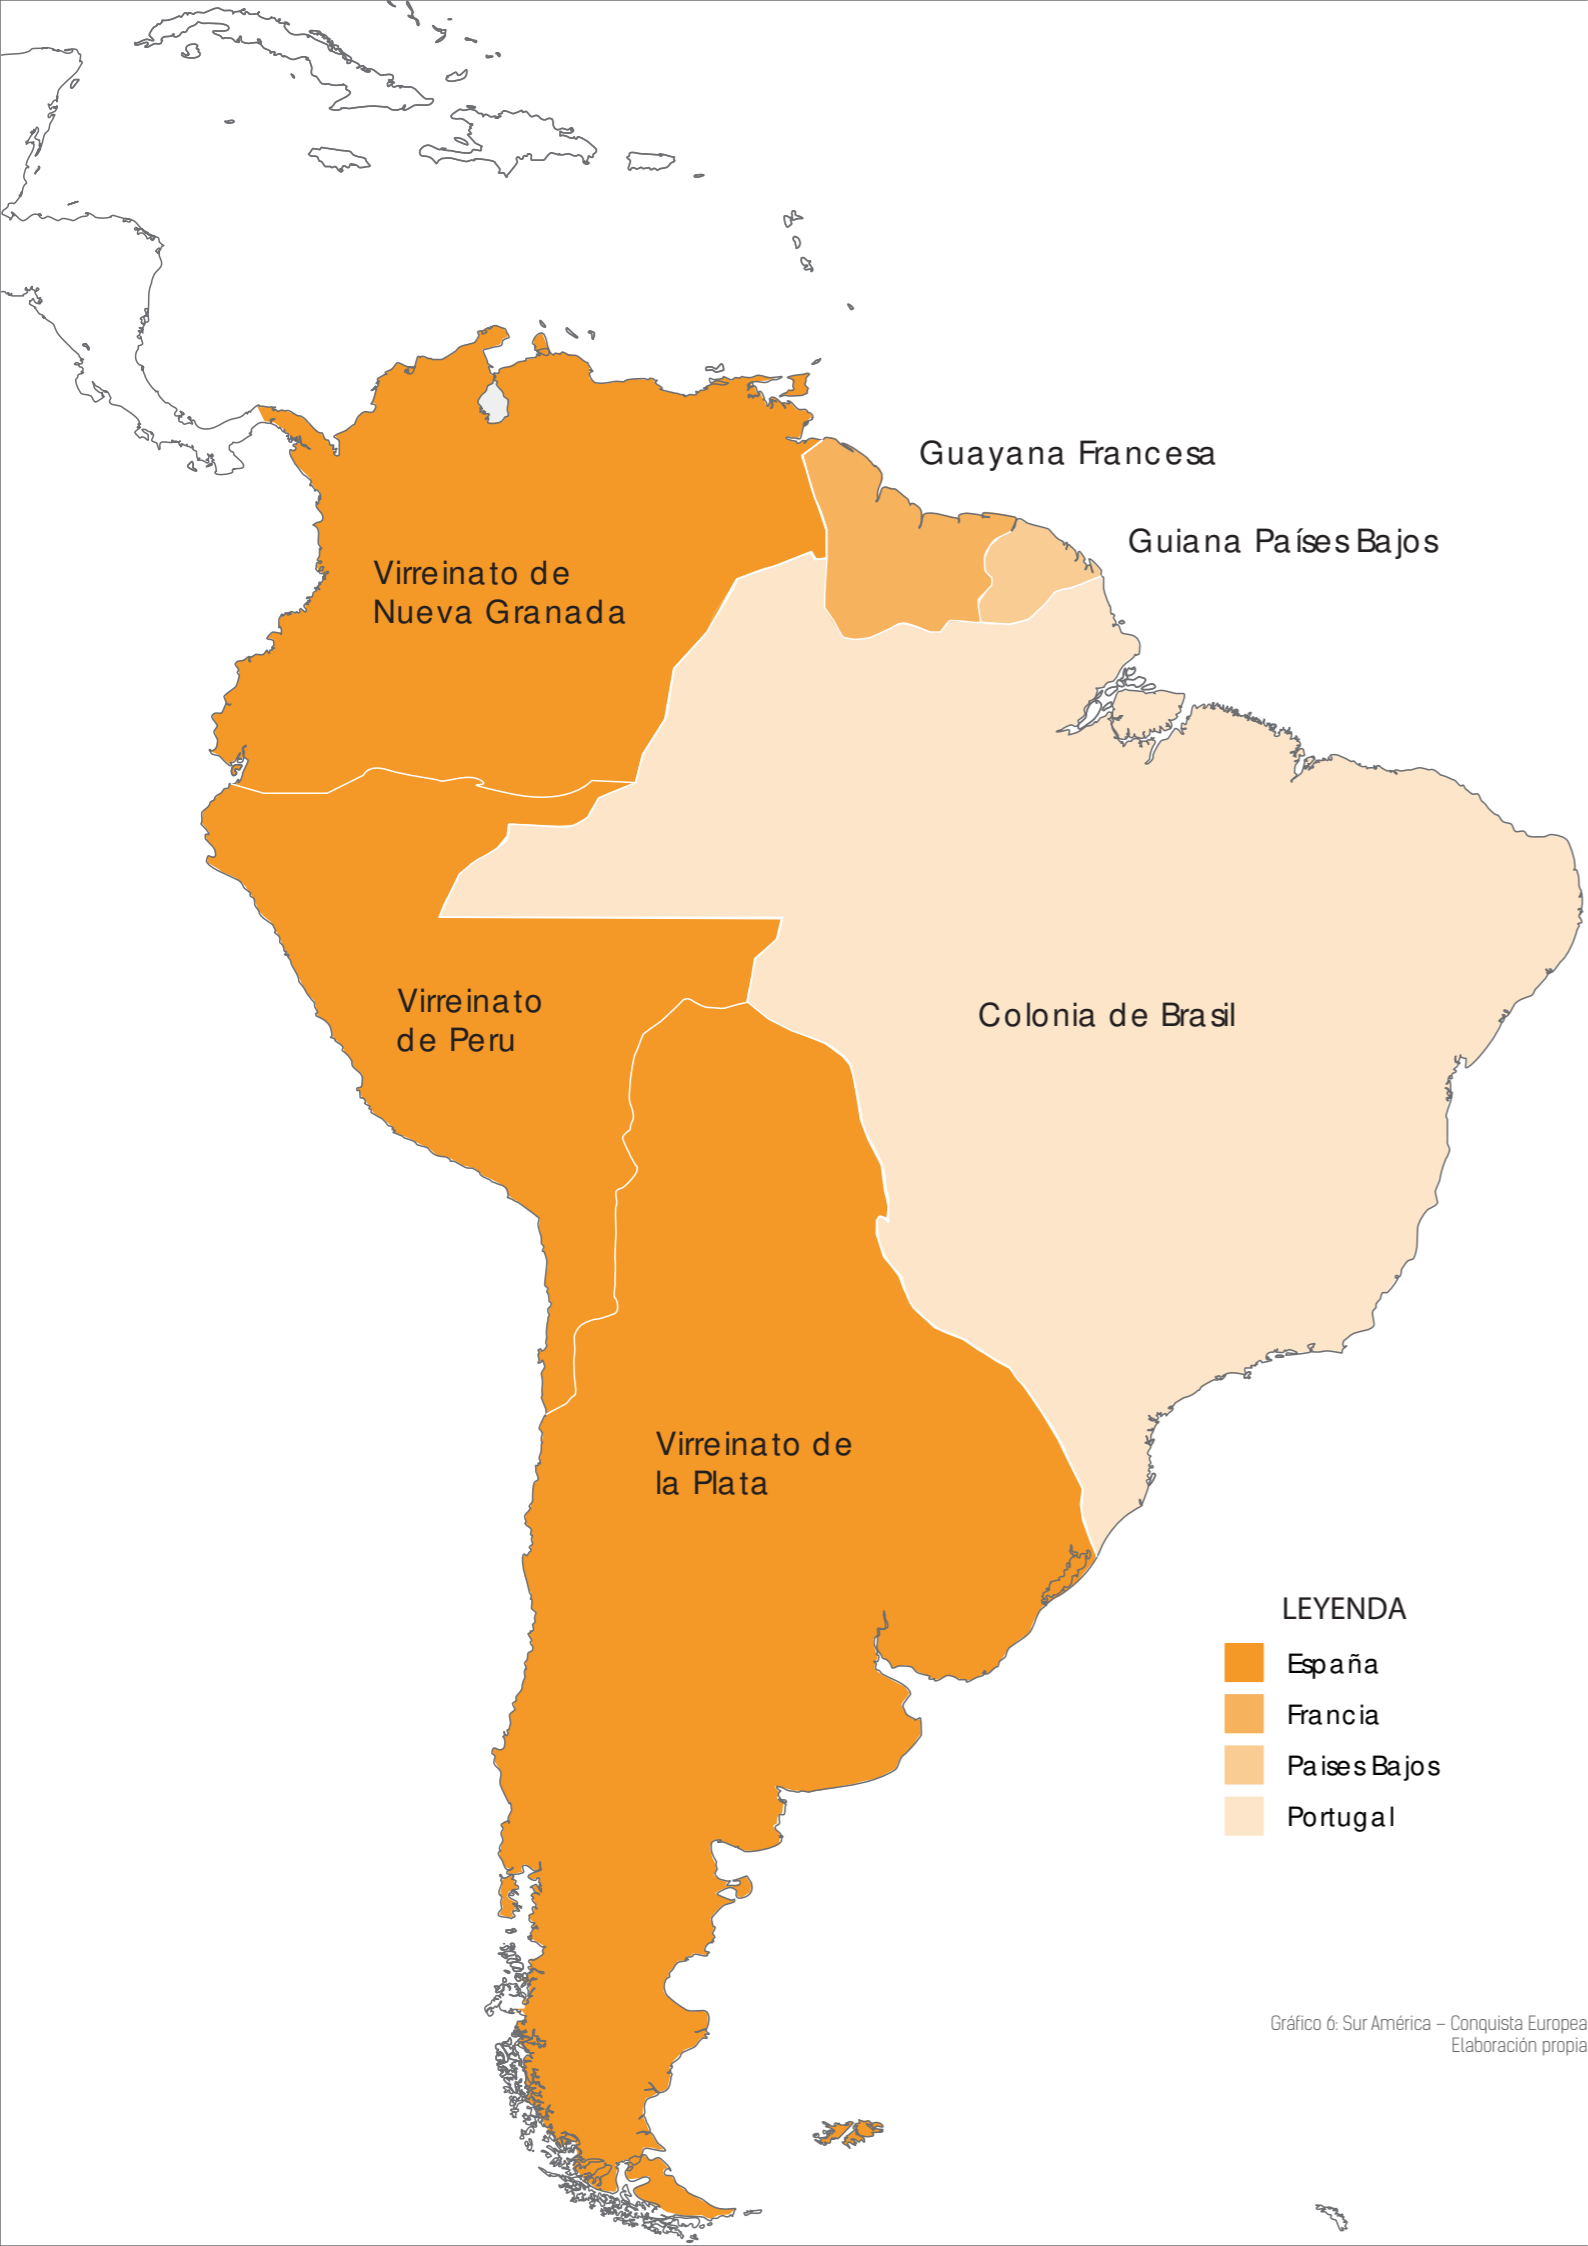 Guayana Francesa
Guiana Países Bajos
Virreinato de
Nueva Granada
Virreinato
de Peru
Colonia de Brasil
Virreinato de
la Plata
LEYENDA
España
Francia
Paises Bajos
Portugal
Gráfico 6: Sur América – Conquista Europea
Elaboración propia